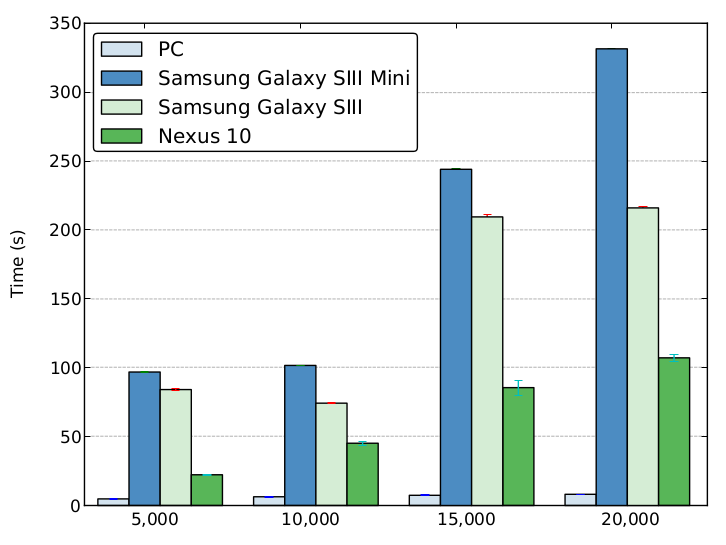 350
300
250
200
150
100
50
0
Time (s)
PC
Samsung Galaxy SIII Mini
Samsung Galaxy SIII
Nexus 10
5,000 10,000 15,000 20,000